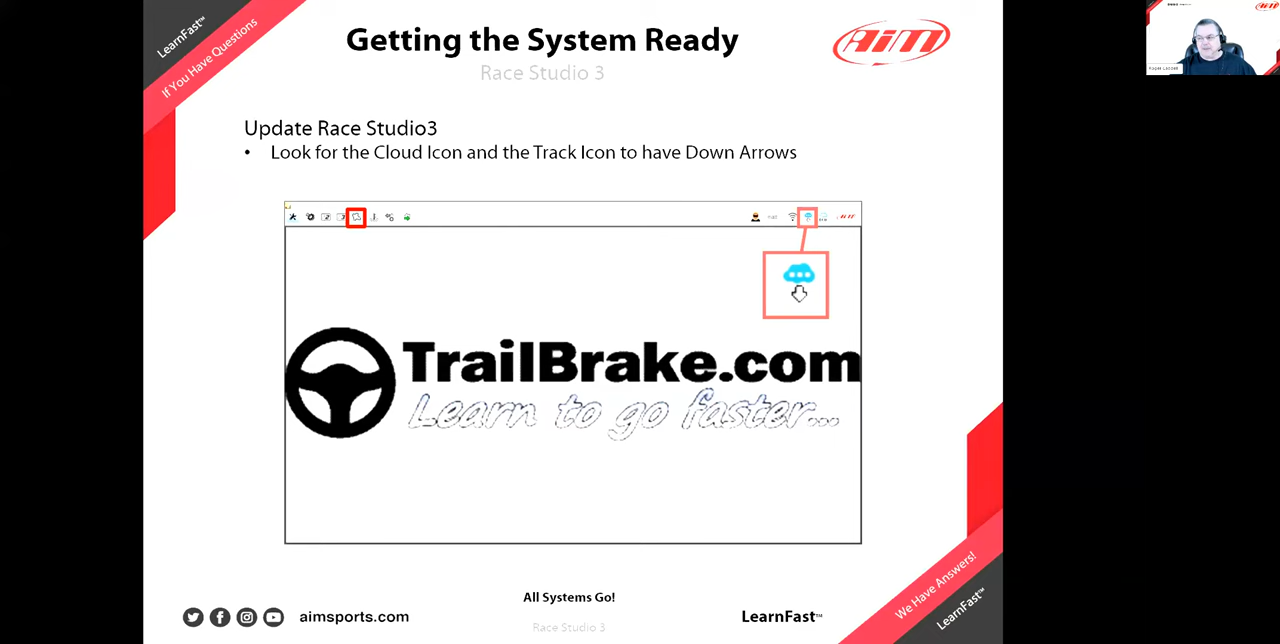 LearnFast™
If You Have Questions
Getting the System Ready
Race Studio 3
AiM
Update Race Studio3
• Look for the Cloud Icon and the Track Icon to have Down Arrows
TrailBrake.com
Learn to go faster...
All Systems Go!
Race Studio 3
aimsports.com
LearnFast™
We Have Answers!
LearnFast™